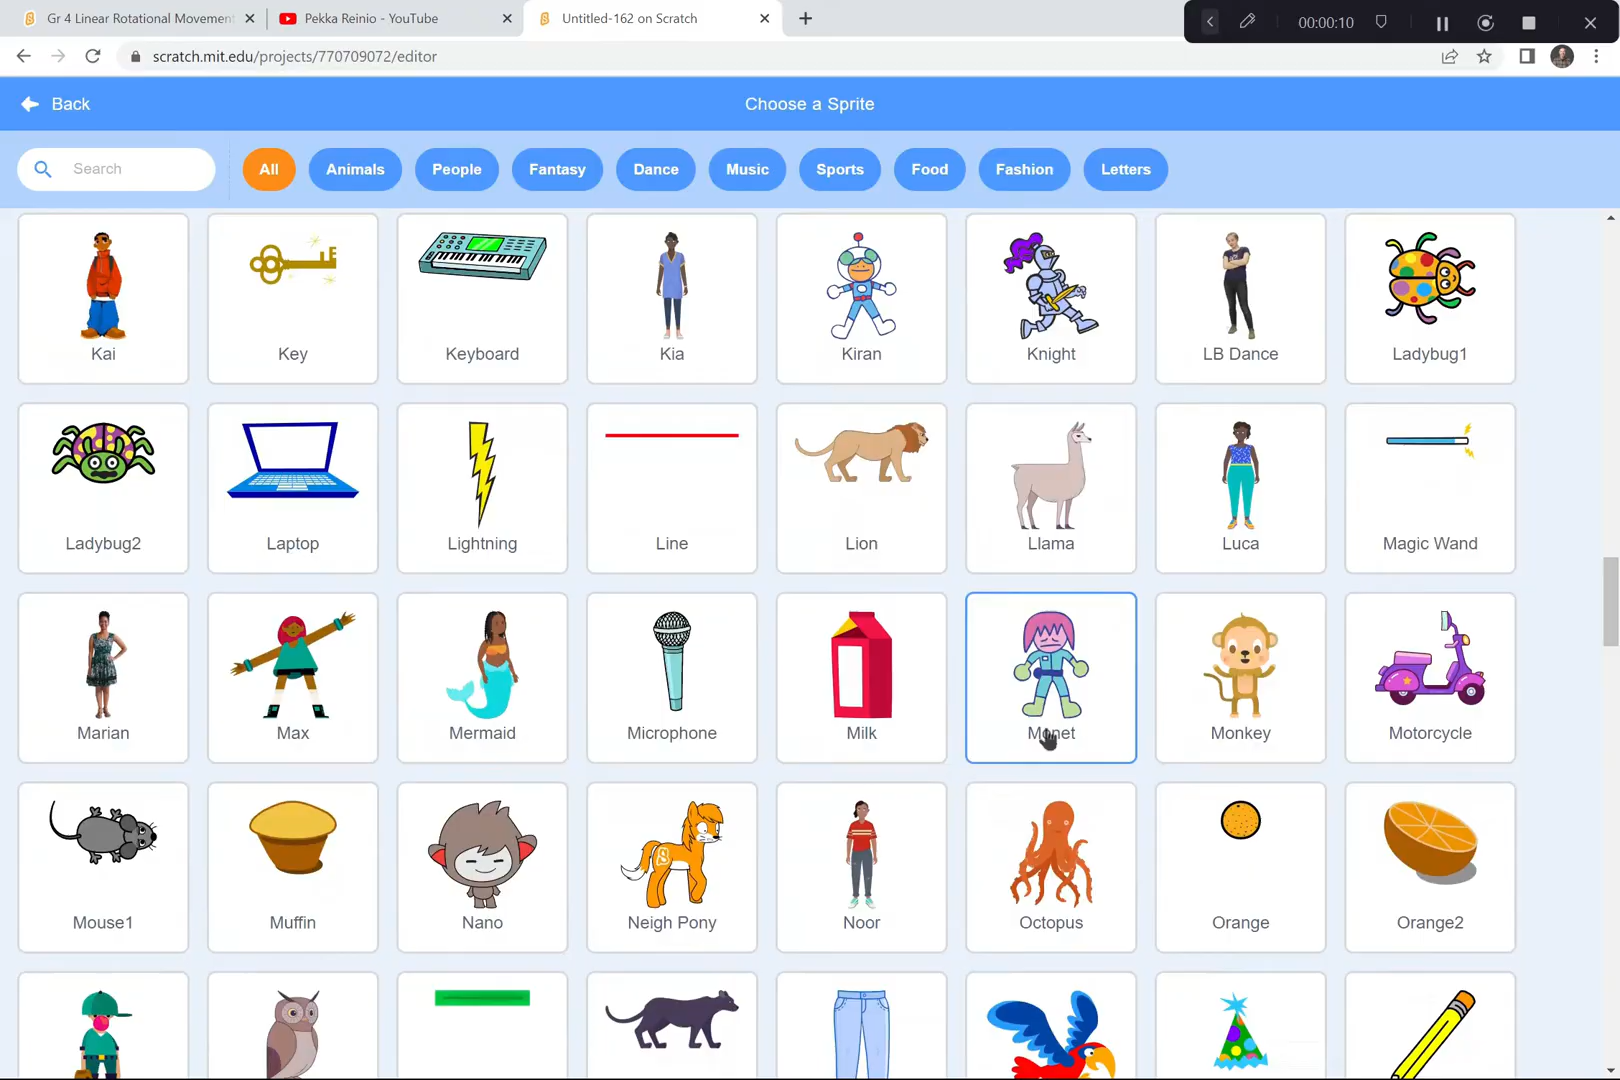 Gr 4 Linear Rotational Movemen
Pekka Reinio - YouTube
Untitled-162 on Scratch
00:00:10
scratch.mit.edu/projects/770709072/editor
Back
Choose a Sprite
Search
All
Animals
People
Fantasy
Dance
Music
Sports
Food
Fashion
Letters
Kai
Key
Keyboard
Kia
Kiran
Knight
LB Dance
Ladybug1
Ladybug2
Laptop
Lightning
Line
Lion
Llama
Luca
Magic Wand
Marian
Max
Mermaid
Microphone
Milk
Monet
Monkey
Motorcycle
Mouse1
Muffin
Nano
Neigh Pony
Noor
Octopus
Orange
Orange2